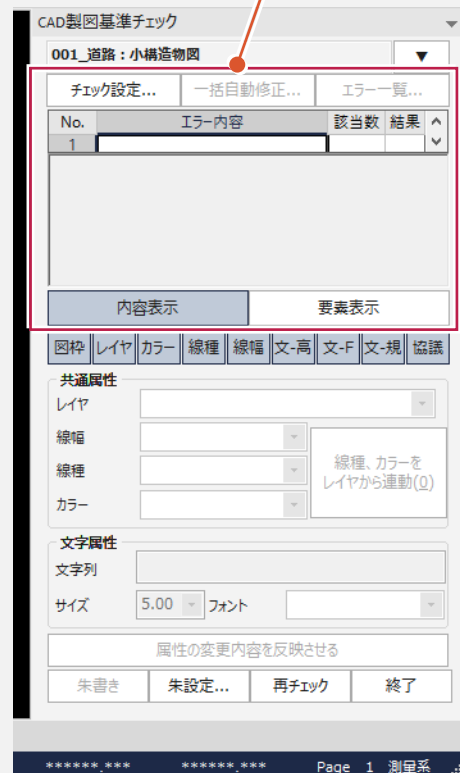 CAD製図基準チェック
001_道路：小構造物図 ▼
チェック設定... 一括自動修正... エラー一覧...
No. エラー内容 該当数 結果
1
内容表示 要素表示
図枠 レイヤ カラー 線種 線幅 文-高 文-F 文-規 協議
共通属性
レイヤ
線幅
線種、カラーを
レイヤから連動(0)
線種
カラー
文字属性
文字列
サイズ 5.00 フォント
属性の変更内容を反映させる
朱書き 朱設定... 再チェック 終了
******.*** ******.*** Page 1 測量系